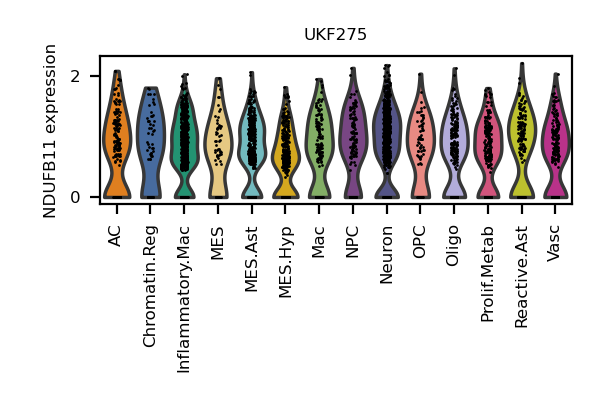 UKF275
NDUFB11 expression
2
0
AC
Chromatin.Reg
Inflammatory.Mac
MES
MES.Ast
MES.Hyp
Mac
NPC
Neuron
OPC
Oligo
Prolif.Metab
Reactive.Ast
Vasc